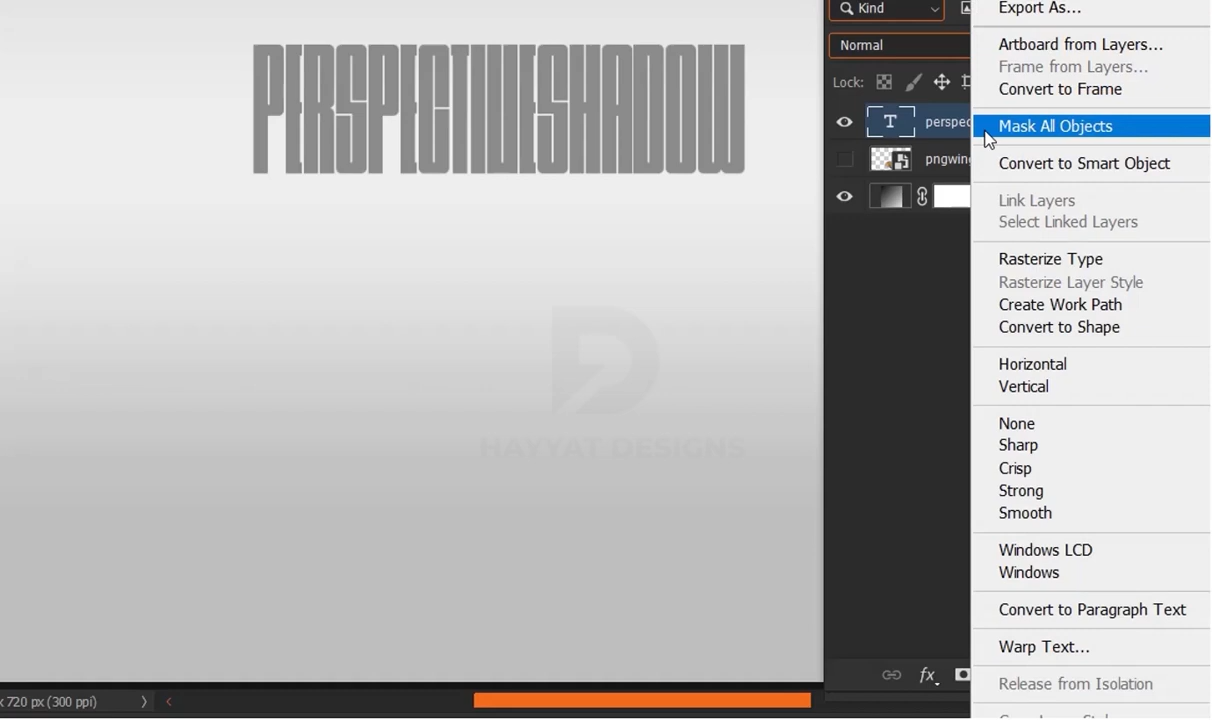 Kind
Export As...
PERSPECTIVESHADOW
Normal
Artboard from Layers...
Frame from Layers...
Lock:
Convert to Frame
T
perspec
Mask All Objects
pngwing
Convert to Smart Object
Link Layers
Select Linked Layers
Rasterize Type
Rasterize Layer Style
Create Work Path
Convert to Shape
Horizontal
Vertical
None
HAYYAT DESIGNS
Sharp
Crisp
Strong
Smooth
Windows LCD
Windows
Convert to Paragraph Text
Warp Text...
fx
Release from Isolation
x 720 px (300 ppi)